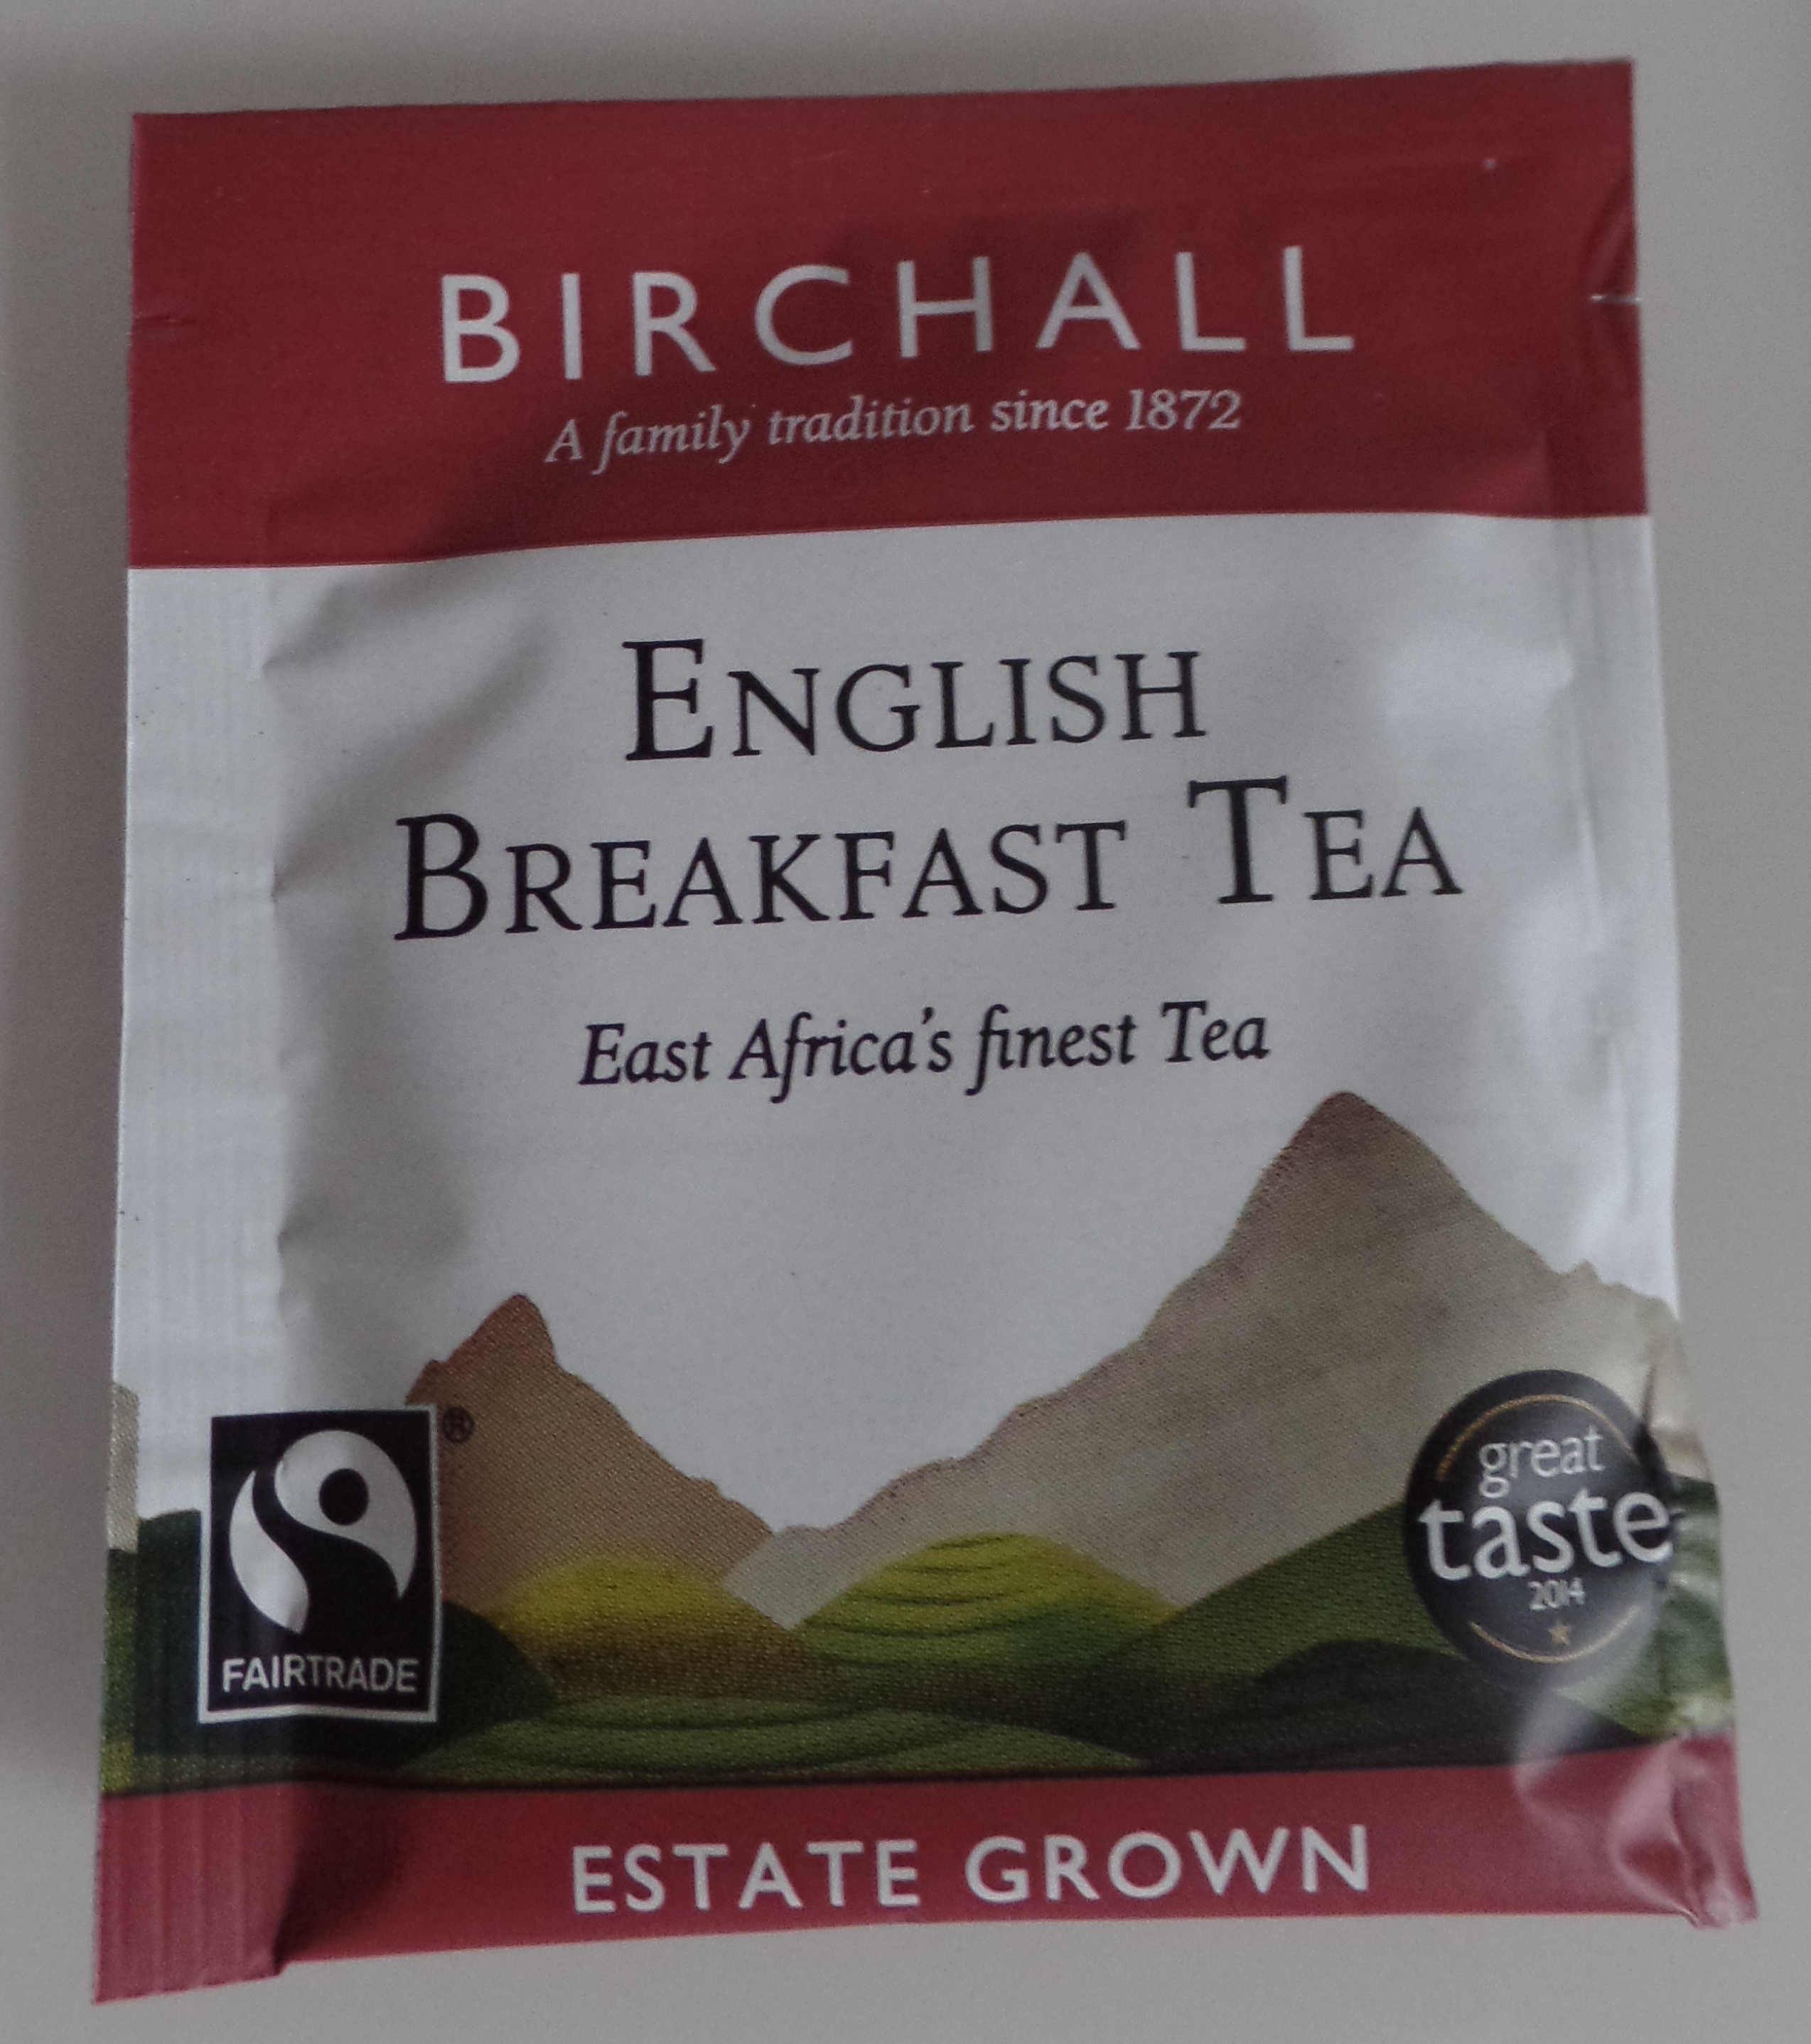 BIRCHALL
A family tradition since 1872
ENGLISH
BREAKFAST TEA
East Africa's finest Tea
®
FAIRTRADE
great
taste
2014
ESTATE GROWN